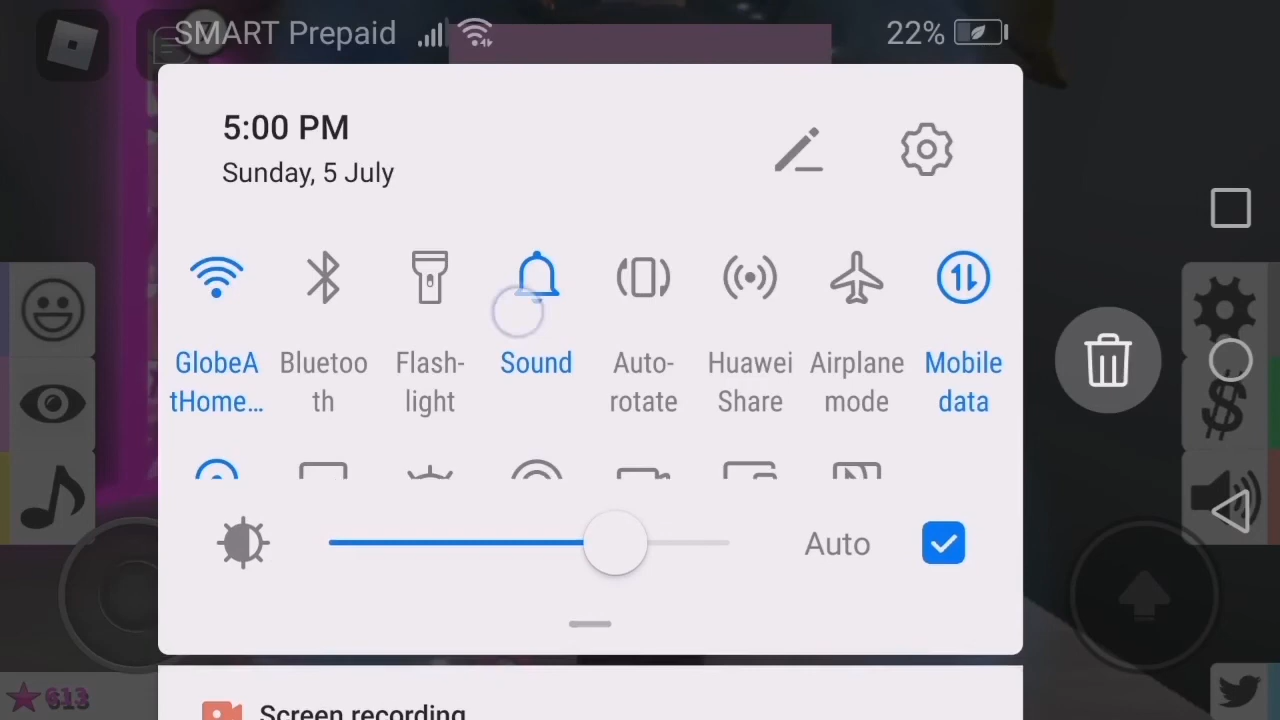 SMART Prepaid
22%
5:00 PM
Sunday, 5 July
GlobeA
tHome...
Bluetoo
th
Flash-
light
Sound
Auto-
rotate
Huawei
Share
Airplane
mode
Mobile
data
Auto
613
Screen recording